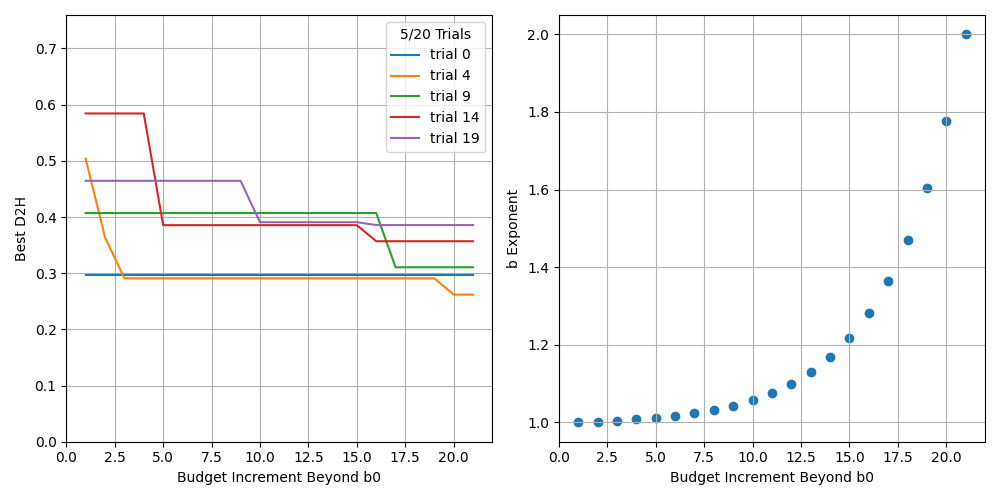 5/20 Trials
trial 0
trial 4
trial 9
trial 14
trial 19
0.7
0.6
0.5
0.4
0.3
0.2
0.1
0.0
Best D2H
0.0 2.5 5.0 7.5 10.0 12.5 15.0 17.5 20.0
Budget Increment Beyond b0
2.0
1.8
1.6
1.4
1.2
1.0
b Exponent
0.0 2.5 5.0 7.5 10.0 12.5 15.0 17.5 20.0
Budget Increment Beyond b0